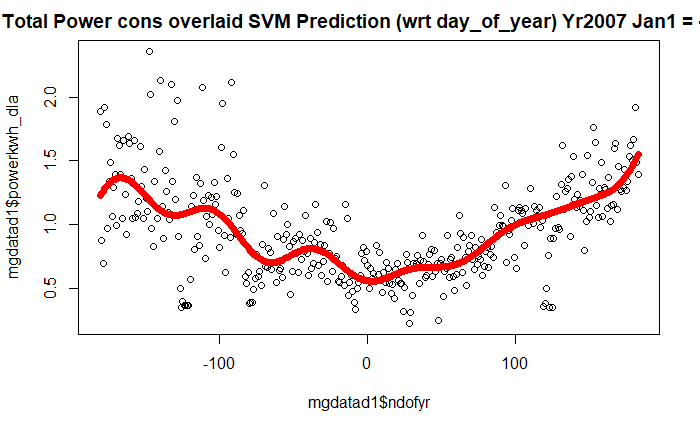 Total Power cons overlaid SVM Prediction (wrt day_of_year) Yr2007 Jan1 =
mgdatad1$powerkwh_dla
2.0
1.5
1.0
0.5
-100
0
100
mgdatad1$ndofyr